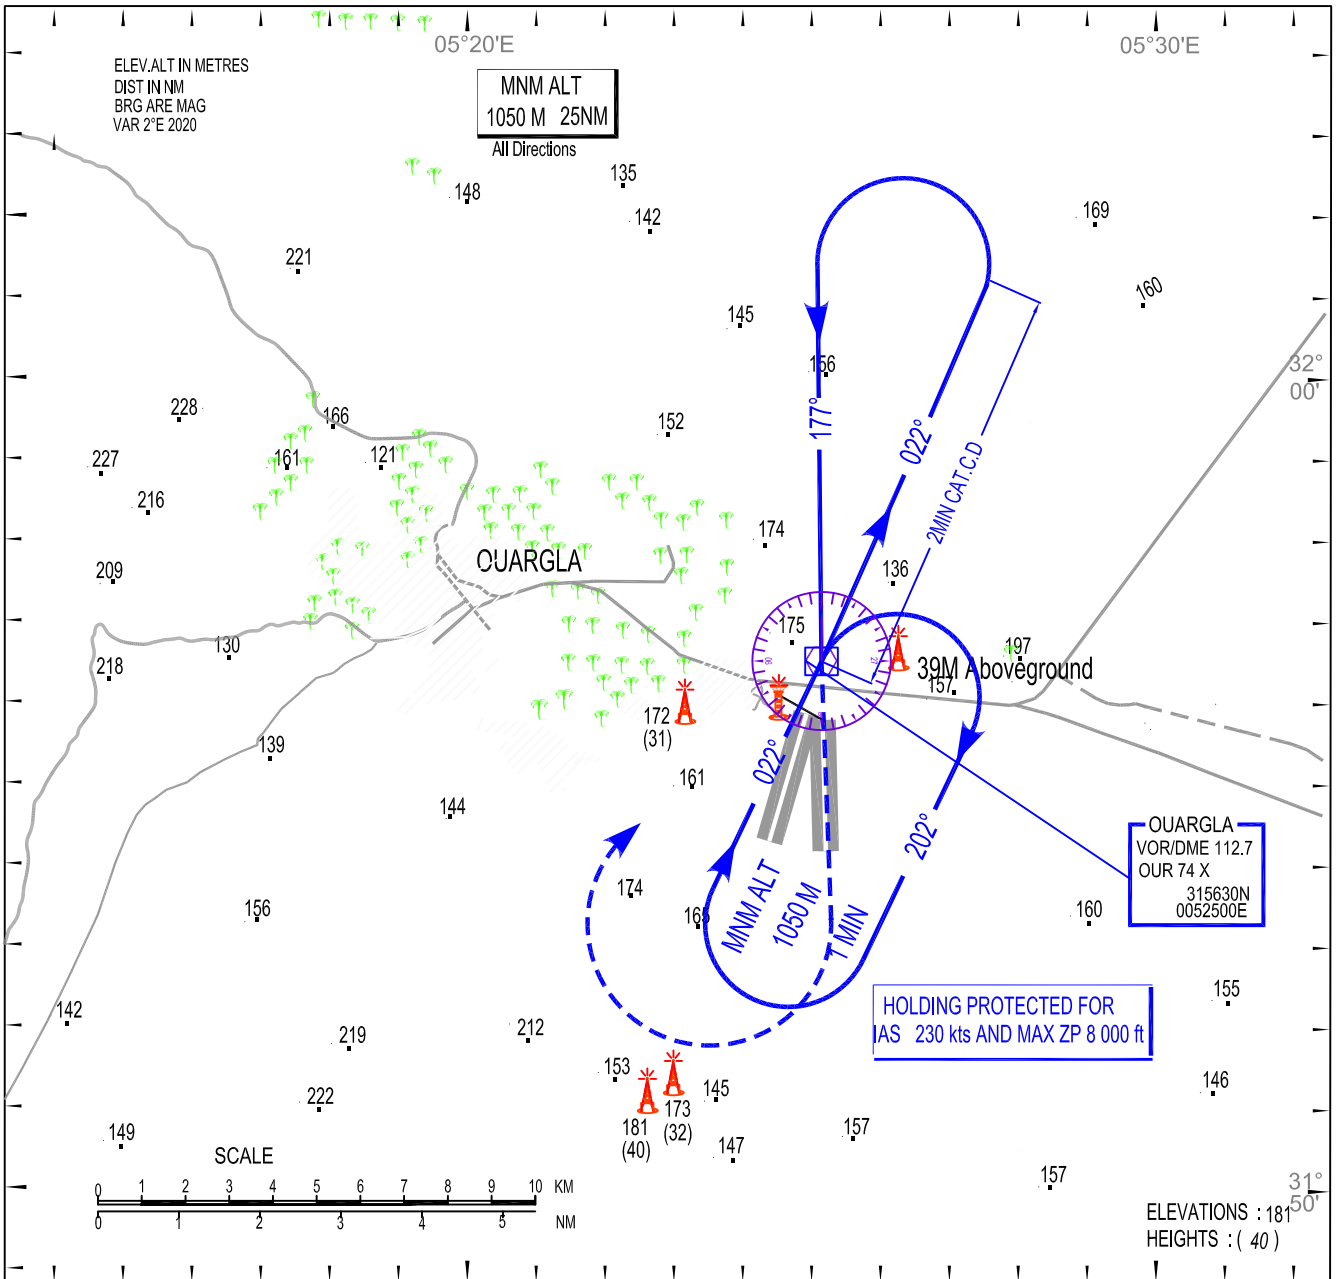 05°20'E
05°30'E
ELEV.ALT IN METRES
DIST IN NM
BRG ARE MAG
VAR 2°E 2020
MNM ALT
1050 M 25NM
All Directions
135
148
142
169
221
160
145
156
32°
00'
228
166
177°
022°
152
227
161
121
2MIN CAT.C.D
216
174
OUARGLA
209
136
175
130
197
218
39M Aboveground
157
172
(31)
139
022°
161
144
202°
OUARGLA
VOR/DME 112.7
OUR 74 X
315630N
0052500E
174
MNM ALT
1050 M
1 MIN
156
165
160
155
142
HOLDING PROTECTED FOR
IAS 230 kts AND MAX ZP 8 000 ft
219
212
153
146
222
145
173
(32)
181
(40)
149
147
157
SCALE
157
31°
50'
0 1 2 3 4 5 6 7 8 9 10 KM
0 1 2 3 4 5 NM
ELEVATIONS : 181
HEIGHTS : ( 40 )